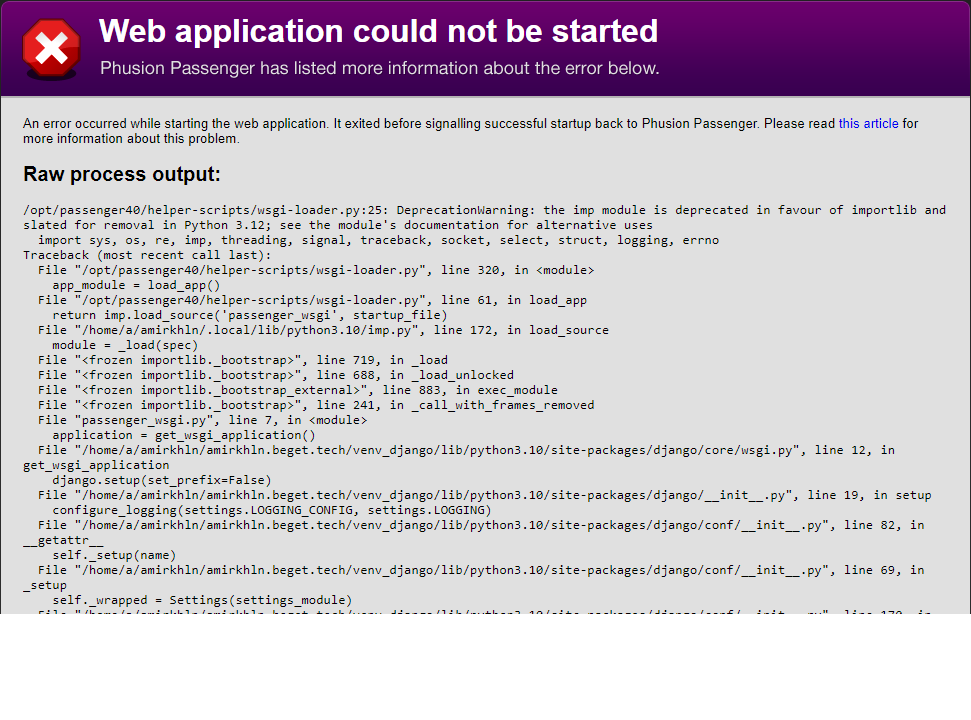 Web application could not be started
Phusion Passenger has listed more information about the error below.
An error occurred while starting the web application. It exited before signalling successful startup back to Phusion Passenger. Please read this article for
more information about this problem.
Raw process output:
/opt/passenger40/helper-scripts/wsgi-loader.py:25: DeprecationWarning: the imp module is deprecated in favour of importlib and
slated for removal in Python 3.12; see the module's documentation for alternative uses
  import sys, os, re, imp, threading, signal, traceback, socket, select, struct, logging, errno
Traceback (most recent call last):
  File "/opt/passenger40/helper-scripts/wsgi-loader.py", line 320, in <module>
    app_module = load_app()
  File "/opt/passenger40/helper-scripts/wsgi-loader.py", line 61, in load_app
    return imp.load_source('passenger_wsgi', startup_file)
  File "/home/a/amirkhln/.local/lib/python3.10/imp.py", line 172, in load_source
    module = _load(spec)
  File "<frozen importlib._bootstrap>", line 719, in _load
  File "<frozen importlib._bootstrap>", line 688, in _load_unlocked
  File "<frozen importlib._bootstrap_external>", line 883, in exec_module
  File "<frozen importlib._bootstrap>", line 241, in _call_with_frames_removed
  File "passenger_wsgi.py", line 7, in <module>
    application = get_wsgi_application()
  File "/home/a/amirkhln/amirkhln.beget.tech/venv_django/lib/python3.10/site-packages/django/core/wsgi.py", line 12, in
get_wsgi_application
    django.setup(set_prefix=False)
  File "/home/a/amirkhln/amirkhln.beget.tech/venv_django/lib/python3.10/site-packages/django/__init__.py", line 19, in setup
    configure_logging(settings.LOGGING_CONFIG, settings.LOGGING)
  File "/home/a/amirkhln/amirkhln.beget.tech/venv_django/lib/python3.10/site-packages/django/conf/__init__.py", line 82, in
__getattr__
    self._setup(name)
  File "/home/a/amirkhln/amirkhln.beget.tech/venv_django/lib/python3.10/site-packages/django/conf/__init__.py", line 69, in
_setup
    self._wrapped = Settings(settings_module)